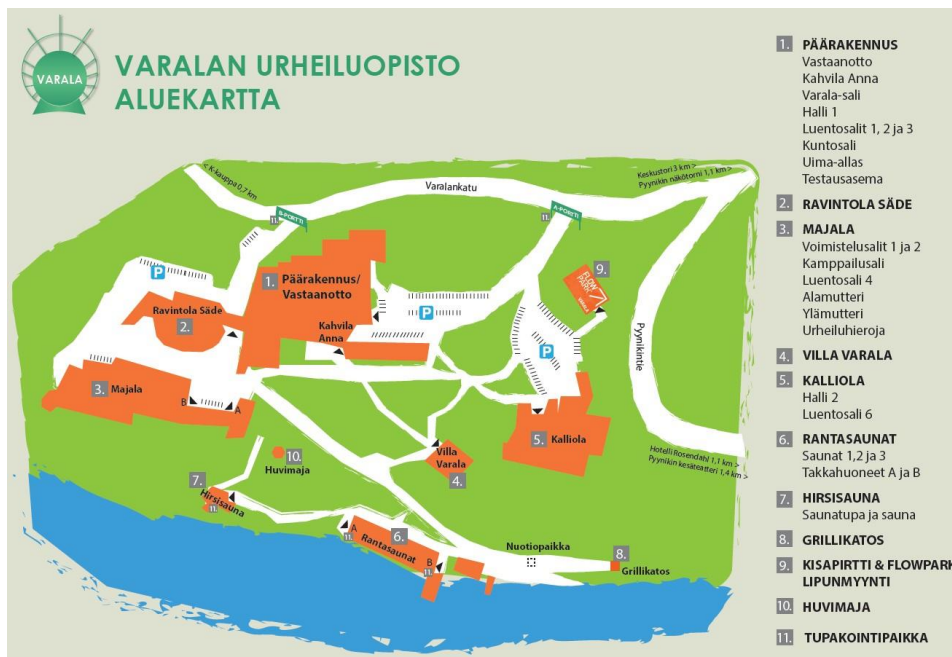 VARALA
VARALAN URHEILUOPISTO
ALUEKARTTA
< K-kauppa 0,7 km
Varalankatu
Keskustori 3 km >
Pyynikin näkötorni 1,1 km >
B-PORTTI
11.
A-PORTTI
11.
P
1. Päärakennus/
Vastaanotto
9.
FLOW
PARK
VARALA
Ravintola Säde
2.
Kahvila
Anna
P
P
Pyynikintie
3. Majala
B
A
5. Kalliola
Villa
Varala
4.
10.
Huvimaja
Hotelli Rosendahl 1,1 km >
Pyynikin kesäteatteri 1,4 km >
7.
Hirsisauna
11.
A
11.
6.
Rantasaunat
B
11.
Nuotiopaikka
8.
Grillikatos
1. PÄÄRAKENNUS
Vastaanotto
Kahvila Anna
Varala-sali
Halli 1
Luentosalit 1, 2 ja 3
Kuntosali
Uima-allas
Testausasema
2. RAVINTOLA SÄDE
3. MAJALA
Voimistelusalit 1 ja 2
Kamppailusali
Luentosali 4
Alamutteri
Ylämutteri
Urheiluhieroja
4. VILLA VARALA
5. KALLIOLA
Halli 2
Luentosali 6
6. RANTASAUNAT
Saunat 1,2 ja 3
Takkahuoneet A ja B
7. HIRSISAUNA
Saunatupa ja sauna
8. GRILLIKATOS
9. KISAPIRTTI & FLOWPARK
LIPUNMYYNTI
10. HUVIMAJA
11. TUPAKOINTIPAIKKA